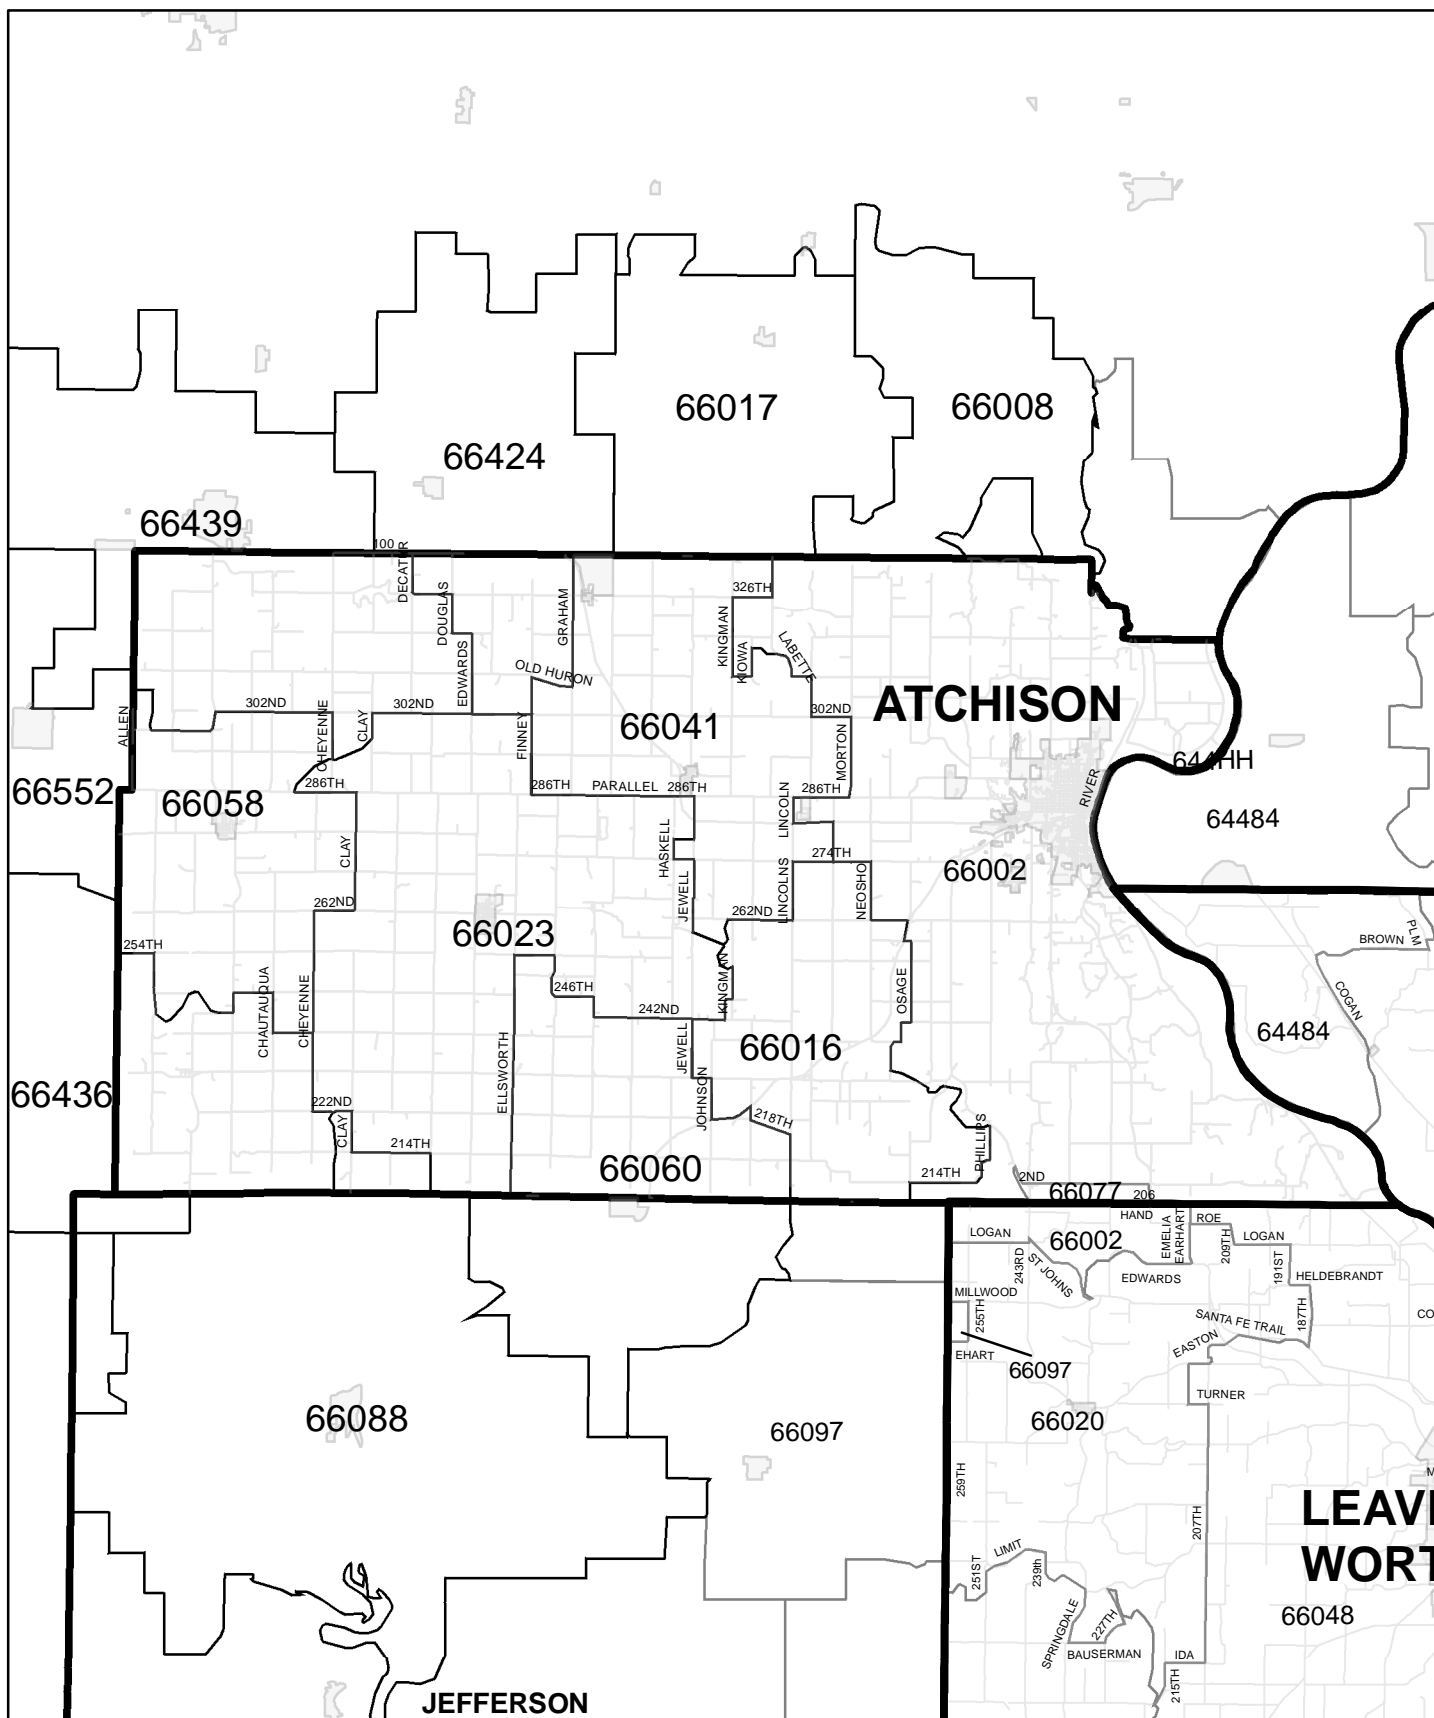 66017
66008
66424
66439
100
DECATUR
DOUGLAS
EDWARDS
GRAHAM
OLD HURON
326TH
KINGMAN
KIOWA
LABETTE
ATCHISON
ALLEN
302ND
CHEYENNE
CLAY
302ND
FINNEY
66041
302ND
MORTON
644HH
66552
66058
286TH
286TH
PARALLEL
286TH
LINCOLN
286TH
RIVER
64484
CLAY
HASKELL
274TH
66002
262ND
JEWELL
262ND
LINCOLNS
NEOSHO
66023
254TH
BROWN
PLM
CHAUTAUQUA
CHEYENNE
246TH
242ND
KINGMAN
OSAGE
COGAN
64484
ELLSWORTH
JEWELL
66016
66436
222ND
CLAY
JOHNSON
218TH
214TH
66060
PHILLIPS
214TH
2ND
66077
206
HAND
EMELIA
EARHART
ROE
LOGAN
66002
209TH
LOGAN
243RD
ST JOHNS
EDWARDS
191ST
HELDEBRANDT
MILLWOOD
255TH
187TH
SANTA FE TRAIL
CO
EHART
EASTON
66097
TURNER
66088
66097
66020
259TH
M
207TH
LEAVE
WORT
LIMIT
251ST
239th
66048
SPRINGDALE
227TH
BAUSERMAN
IDA
215TH
JEFFERSON